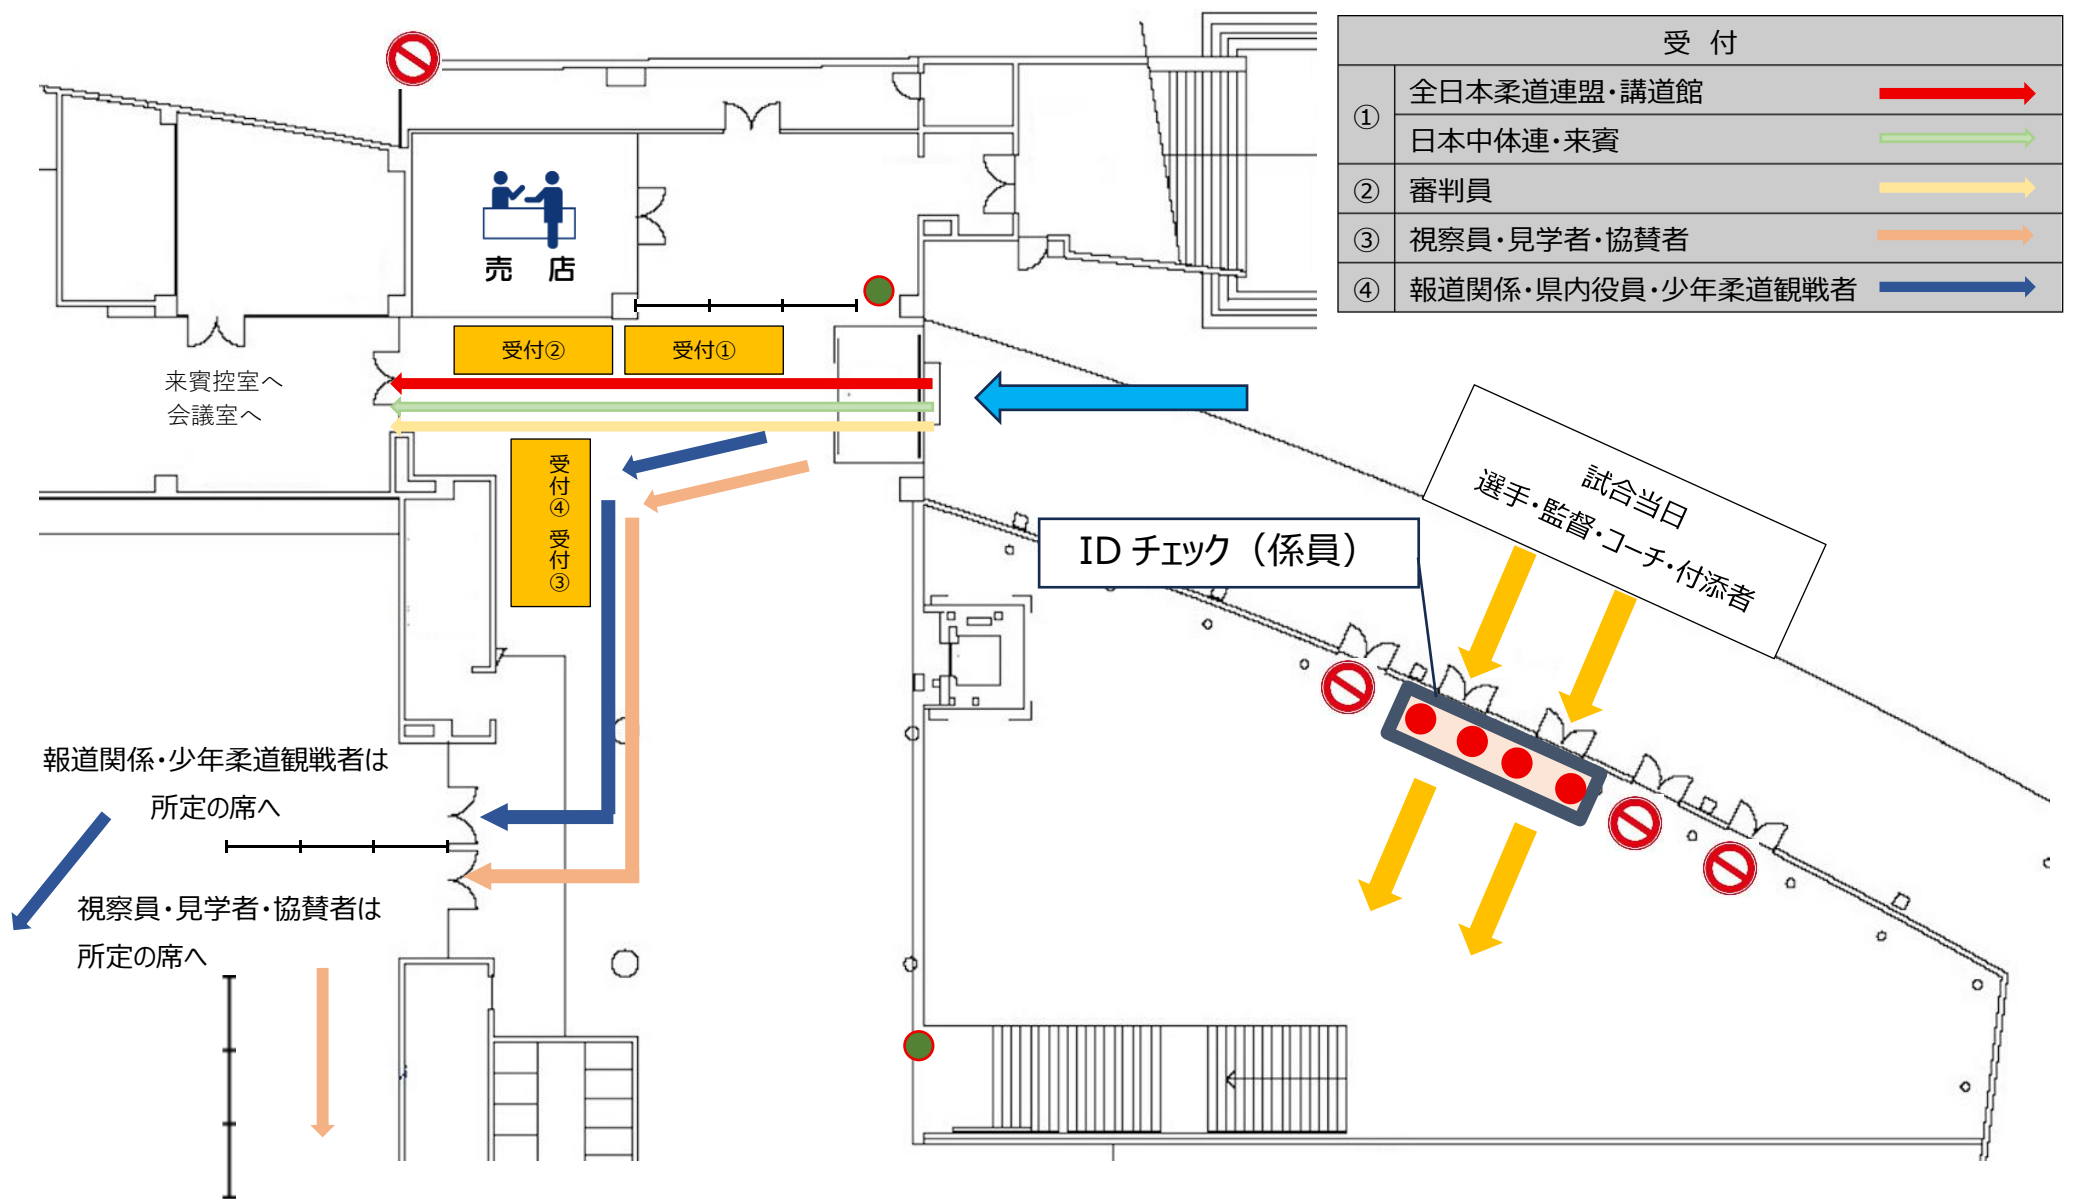 受 付
①
全日本柔道連盟・講道館
日本中体連・来賓
② 審判員
③ 視察員・見学者・協賛者
④ 報道関係・県内役員・少年柔道観戦者
売 店
受付②
受付①
来賓控室へ
会議室へ
受付④ 受付③
試合当日
選手・監督・コーチ・付添者
ID チェック（係員）
報道関係・少年柔道観戦者は
所定の席へ
視察員・見学者・協賛者は
所定の席へ